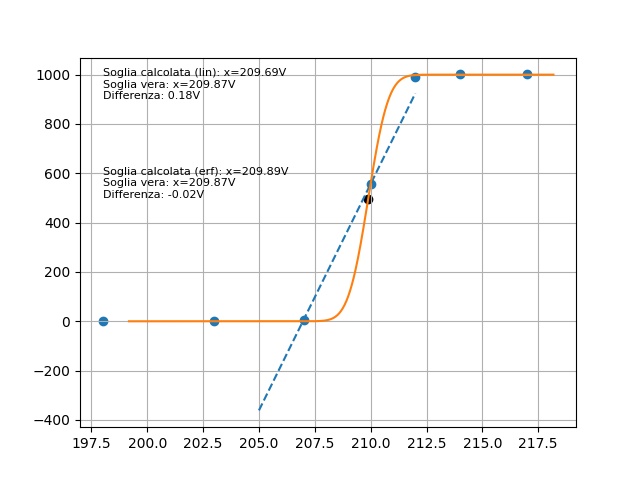 1000
800
600
400
200
0
−200
−400
Soglia calcolata (lin): x=209.69V
Soglia vera: x=209.87V
Differenza: 0.18V
Soglia calcolata (erf): x=209.89V
Soglia vera: x=209.87V
Differenza: -0.02V
197.5 200.0 202.5 205.0 207.5 210.0 212.5 215.0 217.5